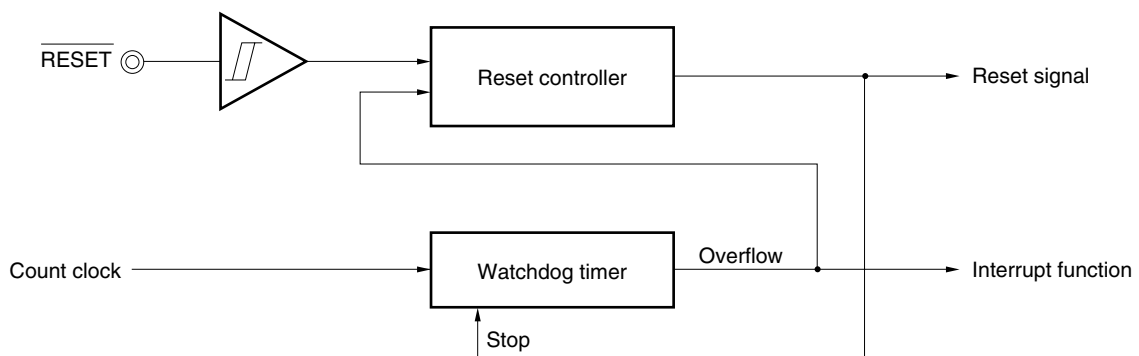 RESET
Reset controller
Reset signal
Count clock
Watchdog timer
Overflow
Interrupt function
Stop